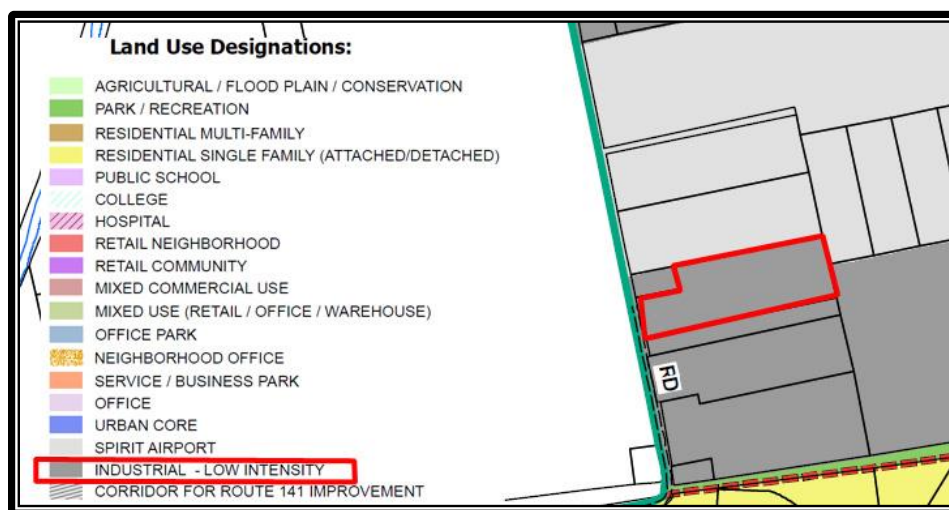 Land Use Designations:
AGRICULTURAL / FLOOD PLAIN / CONSERVATION
PARK / RECREATION
RESIDENTIAL MULTI-FAMILY
RESIDENTIAL SINGLE FAMILY (ATTACHED/DETACHED)
PUBLIC SCHOOL
COLLEGE
HOSPITAL
RETAIL NEIGHBORHOOD
RETAIL COMMUNITY
MIXED COMMERCIAL USE
MIXED USE (RETAIL / OFFICE / WAREHOUSE)
OFFICE PARK
NEIGHBORHOOD OFFICE
SERVICE / BUSINESS PARK
OFFICE
URBAN CORE
SPIRIT AIRPORT
INDUSTRIAL - LOW INTENSITY
CORRIDOR FOR ROUTE 141 IMPROVEMENT
RD